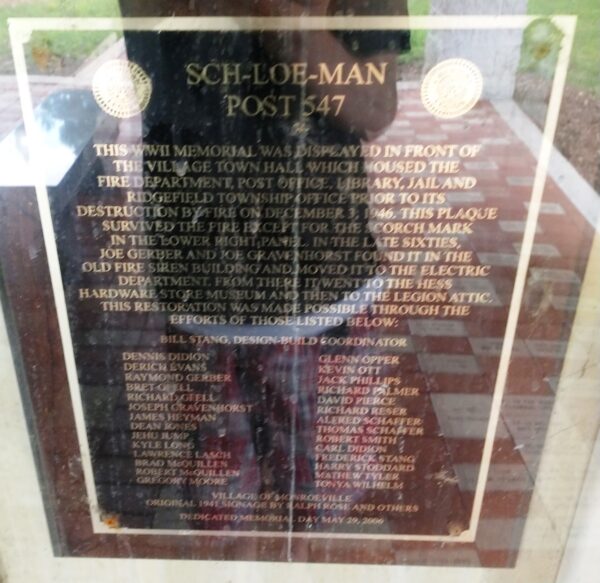 SCH-LOE-MAN
POST 547
THIS WWII MEMORIAL WAS DISPLAYED IN FRONT OF
THE VILLAGE TOWN HALL WHICH HOUSED THE
FIRE DEPARTMENT, POST OFFICE, LIBRARY, JAIL AND
RIDGEFIELD TOWNSHIP OFFICE PRIOR TO ITS
DESTRUCTION BY FIRE ON DECEMBER 3, 1946. THIS PLAQUE
SURVIVED THE FIRE EXCEPT FOR THE SCORCH MARK
IN THE LOWER RIGHT PANEL. IN THE LATE SIXTIES,
JOE GERBER AND JOE GRAVENHORST FOUND IT IN THE
OLD FIRE SIREN BUILDING AND MOVED IT TO THE ELECTRIC
DEPARTMENT. FROM THERE IT WENT TO THE HESS
HARDWARE STORE MUSEUM AND THEN TO THE LEGION ATTIC.
THIS RESTORATION WAS MADE POSSIBLE THROUGH THE
EFFORTS OF THOSE LISTED BELOW:
BILL STANG, DESIGN-BUILD COORDINATOR
DENNIS DIDION
DERICK EVANS
RAYMOND GERBER
BRET GFELL
RICHARD GFELL
JOSEPH GRAVENHORST
JAMES HEYMAN
DEAN JONES
JEHU JUMP
KYLE LONG
LAWRENCE LASCH
BRAD McQUILLEN
ROBERT McQUILLEN
GREGORY MOORE
GLENN OPPER
KEVIN OTT
JACK PHILLIPS
RICHARD PALMER
DAVID PIERCE
RICHARD RESER
ALFRED SCHAFFER
THOMAS SCHAFFER
ROBERT SMITH
CARL DIDION
FREDERICK STANG
HARRY STODDARD
MATHEW TYLER
TONYA WILHELM
VILLAGE OF MONROEVILLE
ORIGINAL 1941 SIGNAGE BY RALPH ROSE AND OTHERS
DEDICATED MEMORIAL DAY MAY 29, 2006